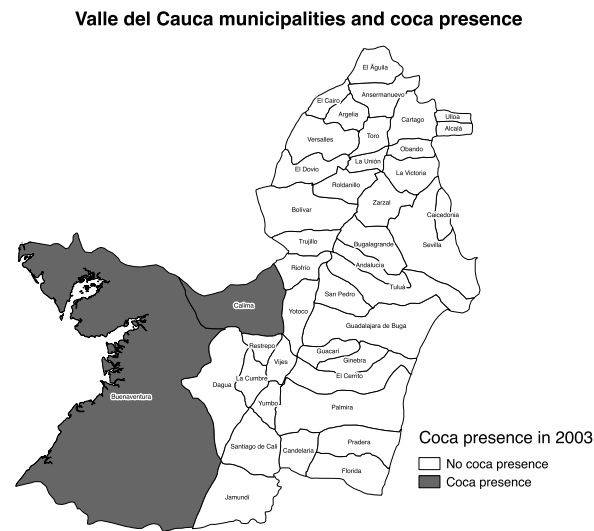 Valle del Cauca municipalities and coca presence
El Águila
Ansermanuevo
El Cairo
Argelia
Cartago
Ulloa
Alcalá
Versalles
Toro
Obando
La Unión
El Dovio
La Victoria
Roldanillo
Zarzal
Bolívar
Caicedonia
Trujillo
Bugalagrande
Sevilla
Andalucía
Riofrío
Tuluá
San Pedro
Calima
Yotoco
Guadalajara de Buga
Restrepo
Guacarí
Ginebra
Vijes
El Cerrito
La Cumbre
Dagua
Buenaventura
Yumbo
Palmira
Santiago de Cali
Candelaria
Pradera
Florida
Jamundí
Coca presence in 2003
No coca presence
Coca presence